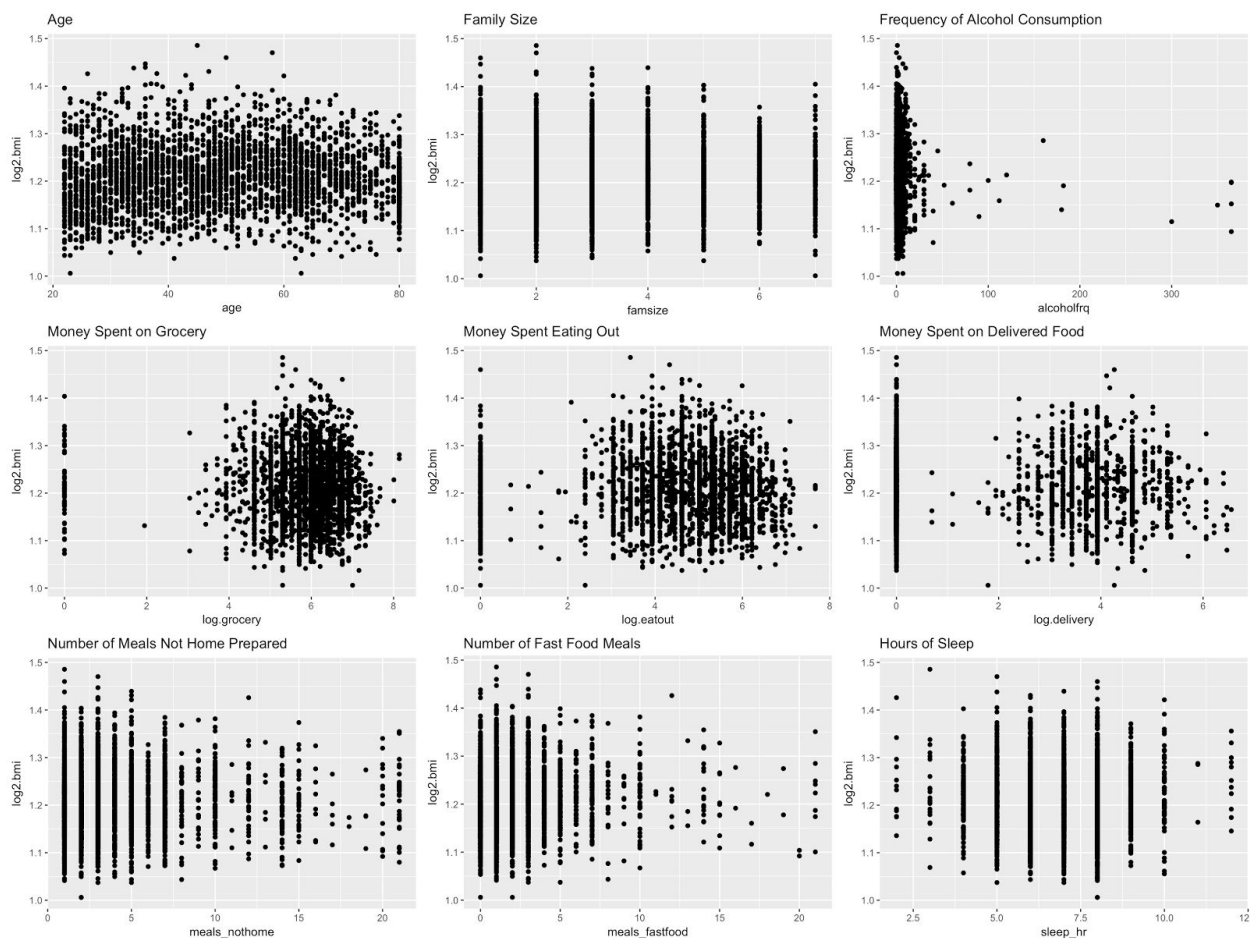 Age
1.5
1.4
1.3
1.2
1.1
1.0
log2.bmi
20 40 60 80
age
Family Size
1.5
1.4
1.3
1.2
1.1
1.0
log2.bmi
2 4 6
famsize
Frequency of Alcohol Consumption
1.5
1.4
1.3
1.2
1.1
1.0
log2.bmi
0 100 200 300
alcoholfrq
Money Spent on Grocery
1.5
1.4
1.3
1.2
1.1
1.0
log2.bmi
0 2 4 6 8
log.grocery
Money Spent Eating Out
1.5
1.4
1.3
1.2
1.1
1.0
log2.bmi
0 2 4 6 8
log.eatout
Money Spent on Delivered Food
1.5
1.4
1.3
1.2
1.1
1.0
log2.bmi
0 2 4 6
log.delivery
Number of Meals Not Home Prepared
1.5
1.4
1.3
1.2
1.1
1.0
log2.bmi
0 5 10 15 20
meals_nothome
Number of Fast Food Meals
1.5
1.4
1.3
1.2
1.1
1.0
log2.bmi
0 5 10 15 20
meals_fastfood
Hours of Sleep
1.5
1.4
1.3
1.2
1.1
1.0
log2.bmi
2.5 5.0 7.5 10.0 12.5
sleep_hr